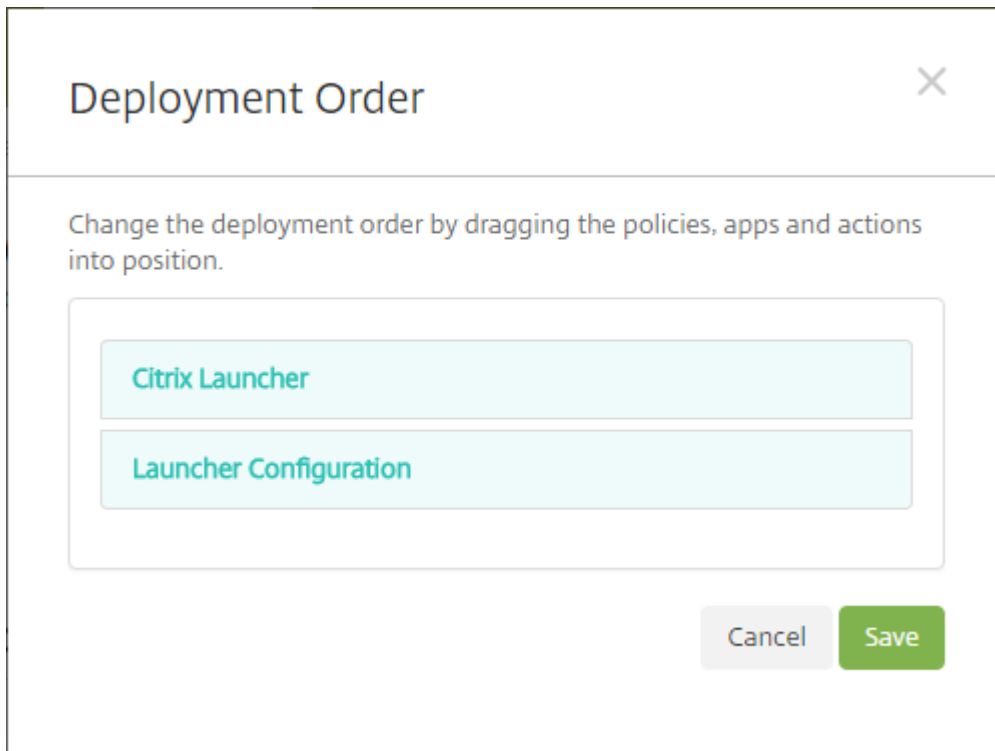 Deployment Order
Change the deployment order by dragging the policies, apps and actions
into position.
Citrix Launcher
Launcher Configuration
Cancel
Save